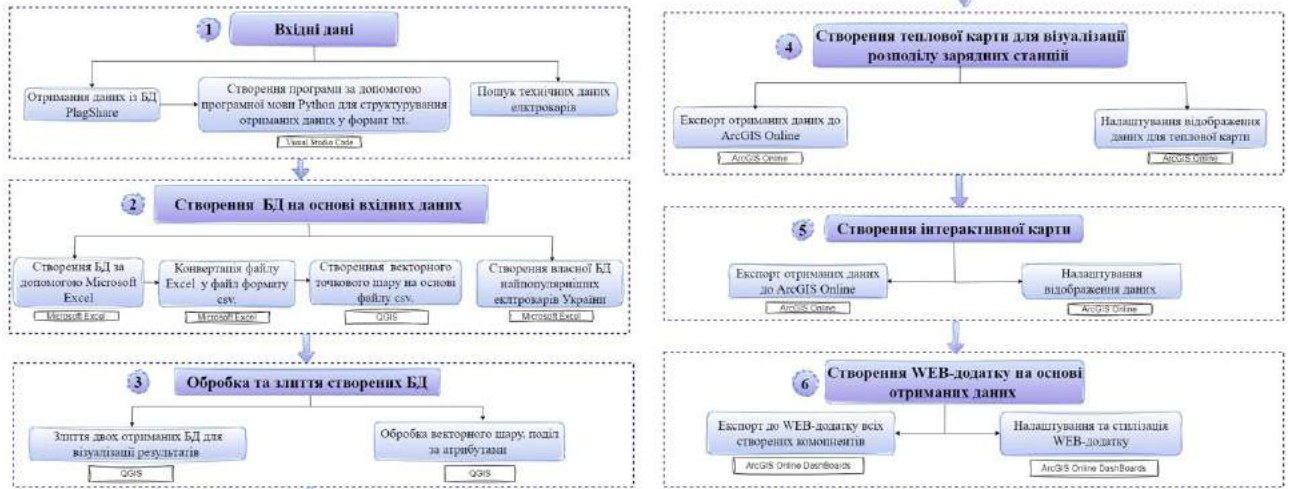 1
Вхідні дані
Отримання даних із БД
PlagShare
Створення програми за допомогою
програмної мови Python для структурування
отриманих даних у формат txt.
Visual Studio Code
Пошук технічних даних
елктрокарів
2
Створення БД на основі вхідних даних
Створення БД за
допомогою Microsoft
Excel
Microsoft Excel
Конвертація файлу
Excel у файл формату
csv.
Microsoft Excel
Створенная векторного
точкового шару на основі
файлу csv.
QGIS
Створення власної БД
найпопулярніших
еклтрокарів України
Microsoft Excel
3
Обробка та злиття створених БД
Злиття двох отриманих БД для
візуалізації результатів
QGIS
Обробка векторного шару, поділ
за атрибутами
QGIS
4
Створення теплової карти для візуалізації
розподілу зарядних станцій
Експорт отриманих даних до
ArcGIS Online
ArcGIS Online
Налаштування відображення
даних для теплової карти
ArcGIS Online
5
Створення інтерактивної карти
Експорт отриманих даних
до ArcGIS Online
ArcGIS Online
Налаштування
відображення даних
ArcGIS Online
6
Створення WEB-додатку на основі
отриманих даних
Експорт до WEB-додатку всіх
створених компонентів
ArcGIS Online DashBoards
Налаштування та стилізація
WEB-додатку
ArcGIS Online DashBoards